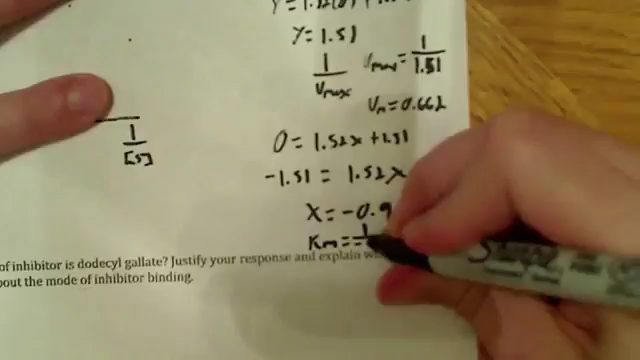 Y = 1.51
1/Vmax Vmax = 1/1.51
Vm = 0.662
1/[S]
0 = 1.52x + 1.51
-1.51 = 1.52x
X = -0.9
Km = 1
of inhibitor is dodecyl gallate? Justify your response and explain
bout the mode of inhibitor binding.